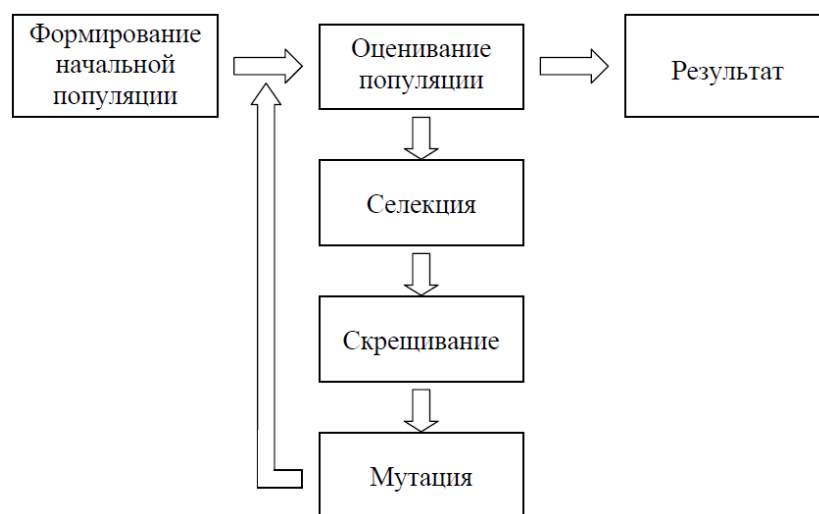 Формирование
начальной
популяции
Оценивание
популяции
Результат
Селекция
Скрещивание
Мутация